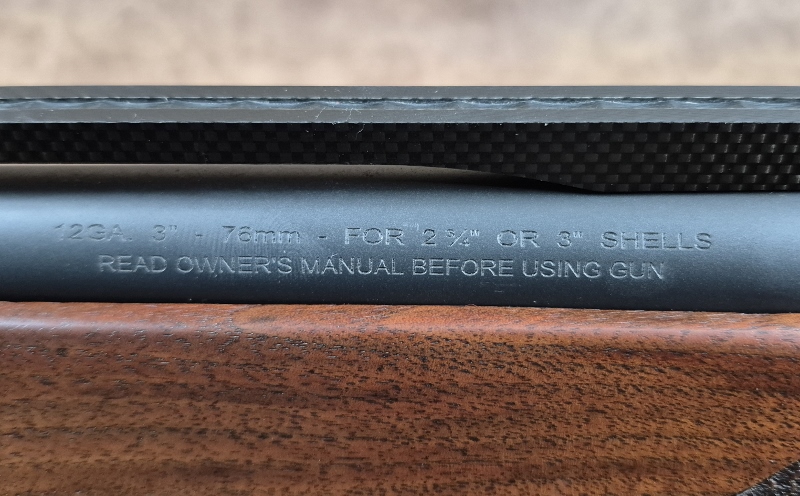 12GA. 3" - 76mm - FOR 2 3/4" OR 3" SHELLS
READ OWNER'S MANUAL BEFORE USING GUN